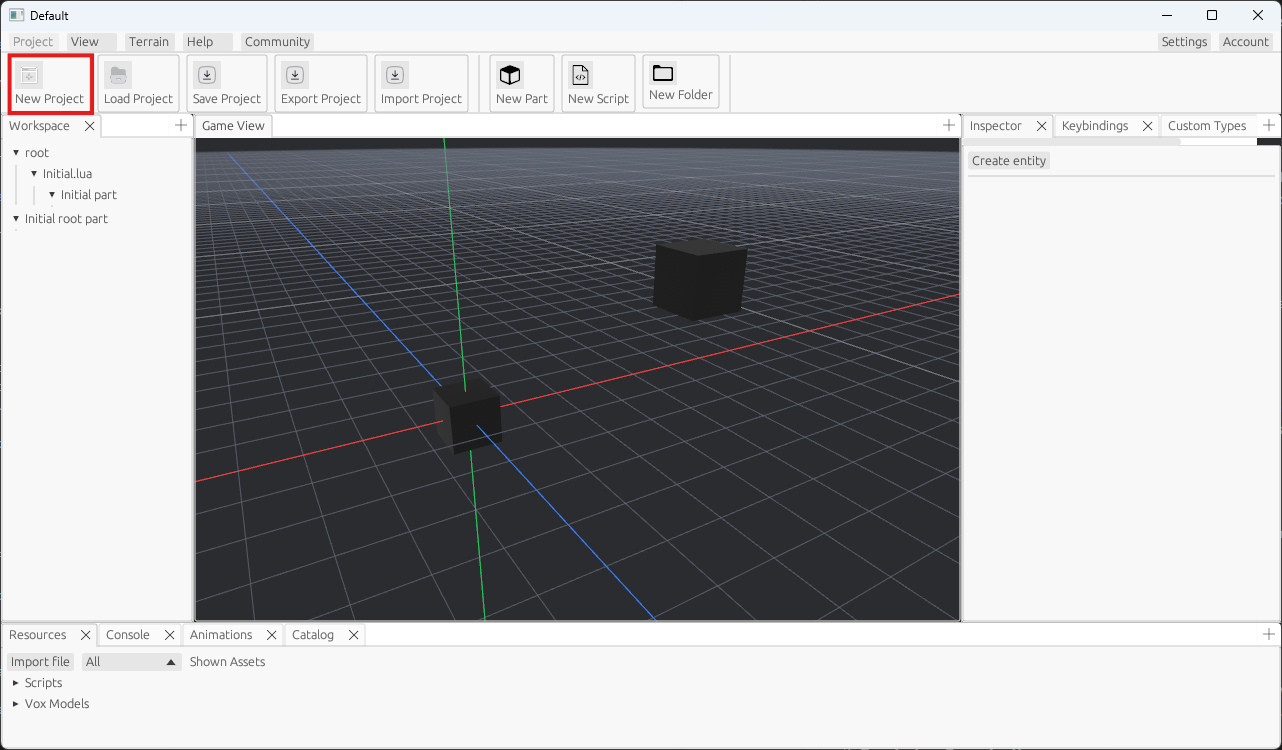 Default
Project View Terrain Help Community Settings Account
New Project Load Project Save Project Export Project Import Project New Part New Script New Folder
Workspace Game View Inspector Keybindings Custom Types
root
Initial.lua
Initial part
Initial root part
Create entity
Resources Console Animations Catalog
Import file All Shown Assets
Scripts
Vox Models